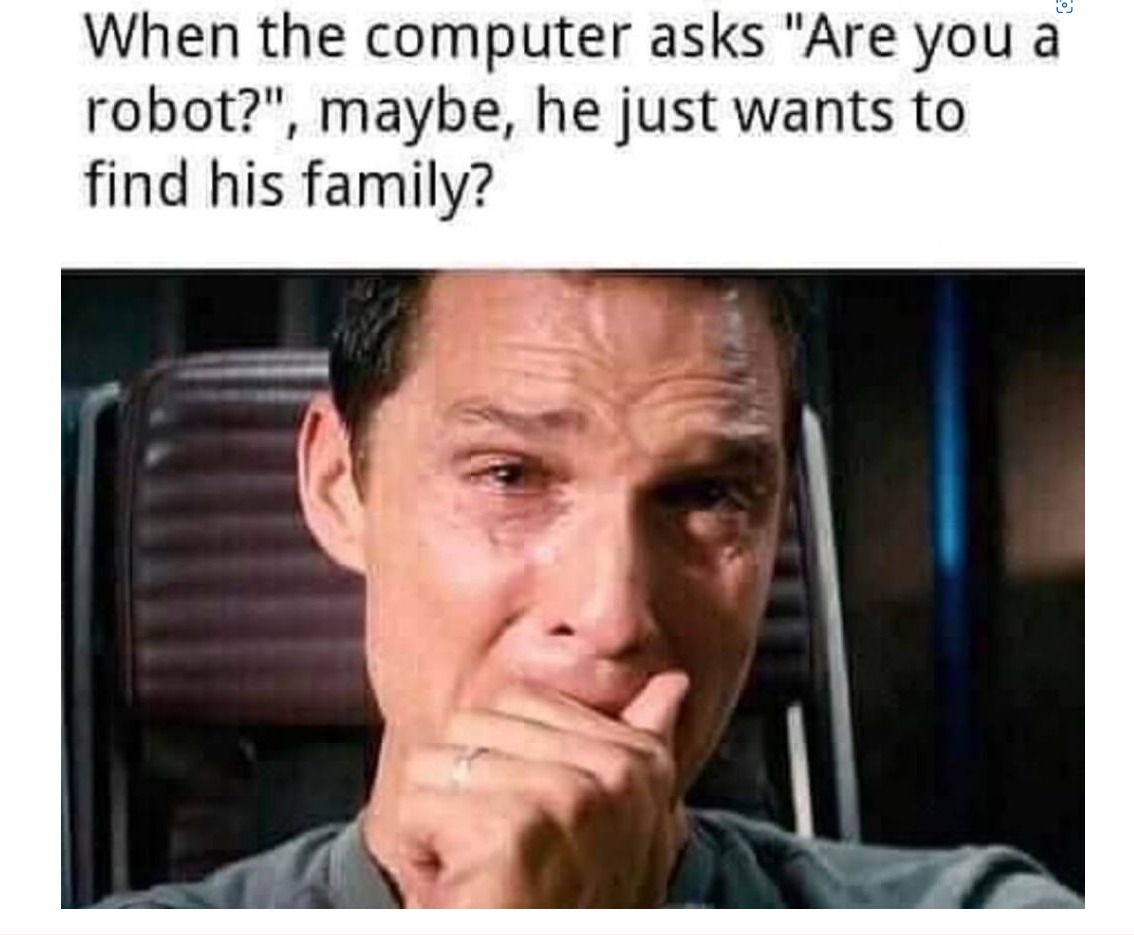 When the computer asks "Are you a
robot?", maybe, he just wants to
find his family?